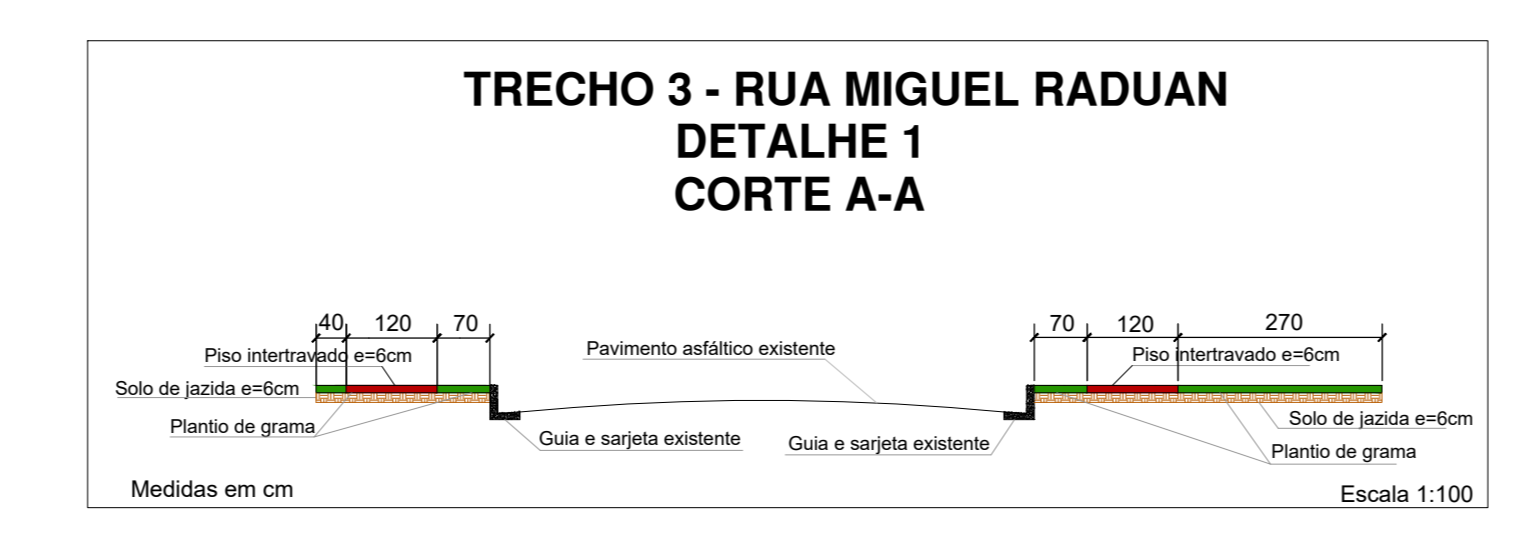 TRECHO 3 - RUA MIGUEL RADUAN
DETALHE 1
CORTE A-A
40 120 70
70 120 270
Piso intertravado e=6cm
Pavimento asfáltico existente
Piso intertravado e=6cm
Solo de jazida e=6cm
Plantio de grama
Guia e sarjeta existente
Guia e sarjeta existente
Solo de jazida e=6cm
Plantio de grama
Medidas em cm
Escala 1:100